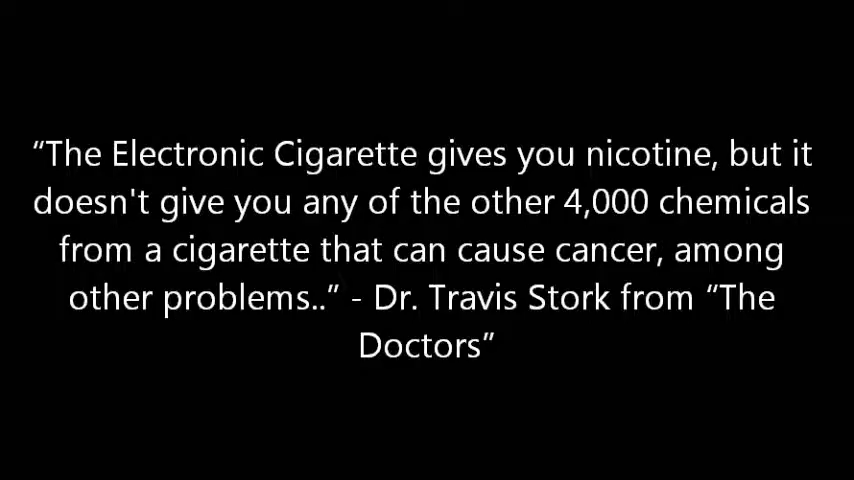 “The Electronic Cigarette gives you nicotine, but it
doesn't give you any of the other 4,000 chemicals
from a cigarette that can cause cancer, among
other problems..” - Dr. Travis Stork from “The
Doctors”